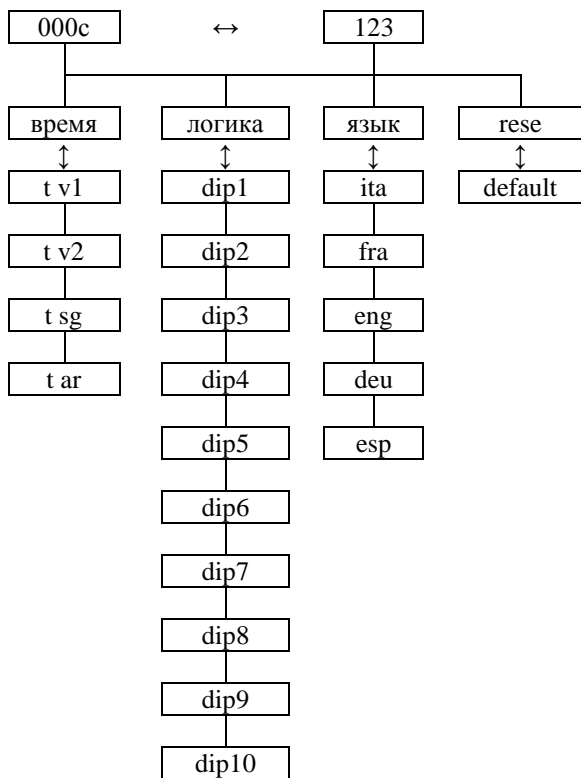 000c ↔ 123
время логика язык rese
↕ ↕ ↕ ↕
t v1 dip1 ita default
t v2 dip2 fra
t sg dip3 eng
t ar dip4 deu
dip5 esp
dip6
dip7
dip8
dip9
dip10